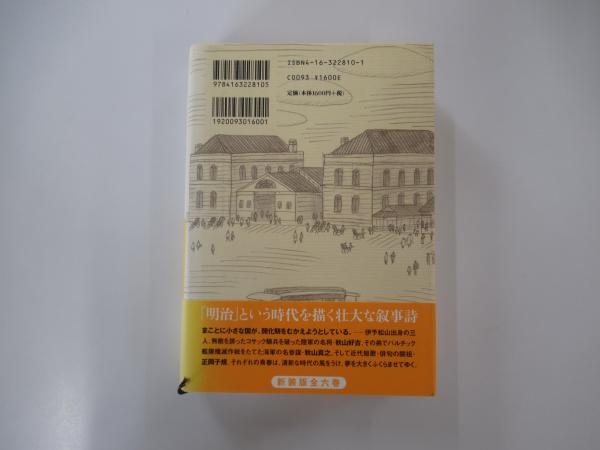 ISBN4-16-322810-1
C0093 ¥1600E
定価(本体1600円+税)
9784163228105
1920093016001
「明治」という時代を描く壮大な叙事詩
まことに小さな国が、開化期をむかえようとしている。──伊予松山出身の三
人、無敵を誇ったコサック騎兵を破った陸軍の名将・秋山好古、その弟でバルチック
艦隊殲滅作戦をたてた海軍の名参謀・秋山真之、そして近代短歌・俳句の開祖・
正岡子規、それぞれの青春は、清新な時代の風をうけ、夢を大きくふくらませてゆく。
新装版全六巻